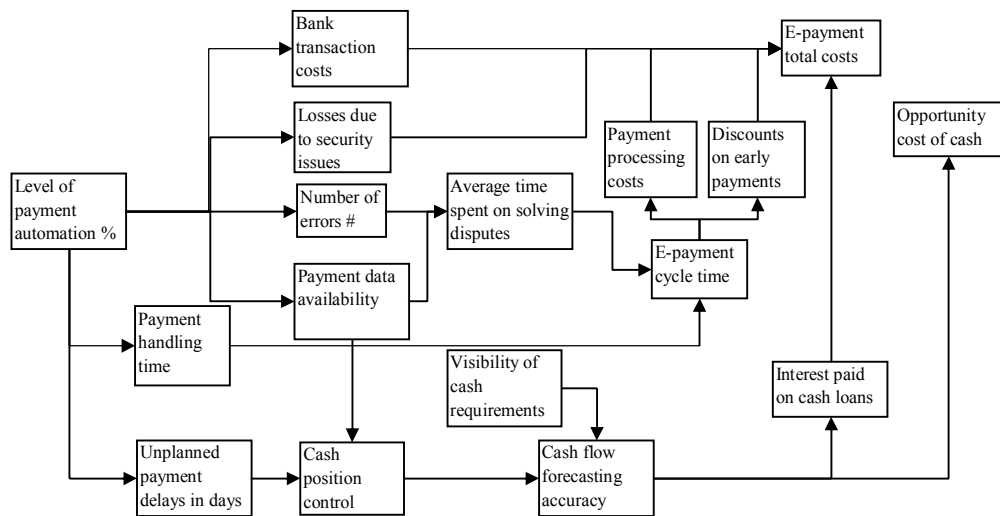 Bank
transaction
costs
E-payment
total costs
Losses due
to security
issues
Payment
processing
costs
Discounts
on early
payments
Opportunity
cost of cash
Level of
payment
automation %
Number of
errors #
Average time
spent on solving
disputes
E-payment
cycle time
Payment data
availability
Payment
handling
time
Visibility of
cash
requirements
Interest paid
on cash loans
Unplanned
payment
delays in days
Cash
position
control
Cash flow
forecasting
accuracy